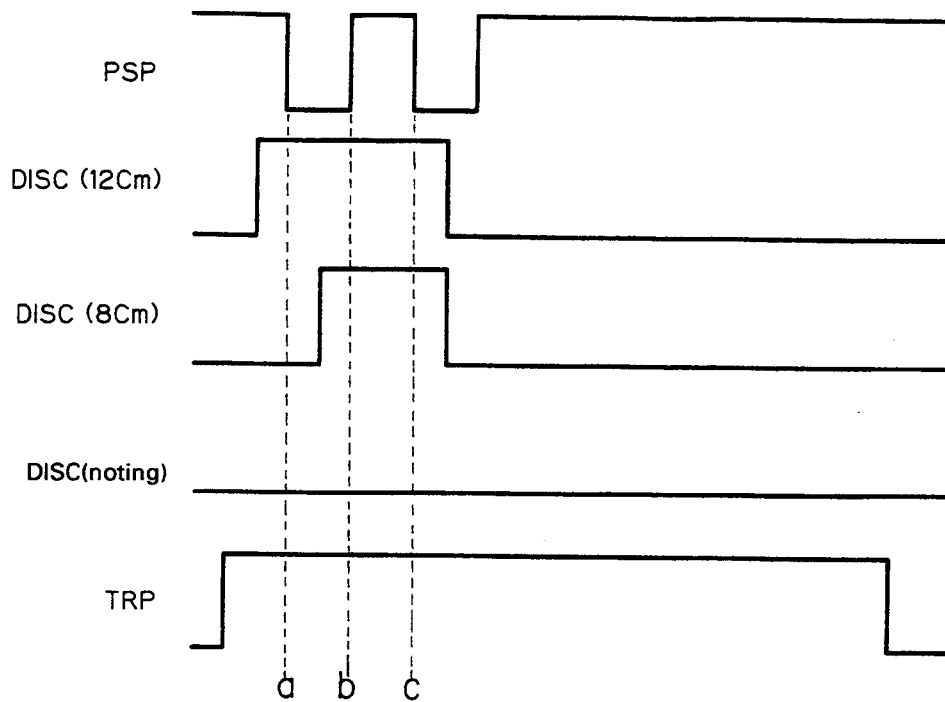 PSP
DISC (12Cm)
DISC (8Cm)
DISC(noting)
TRP
a b c